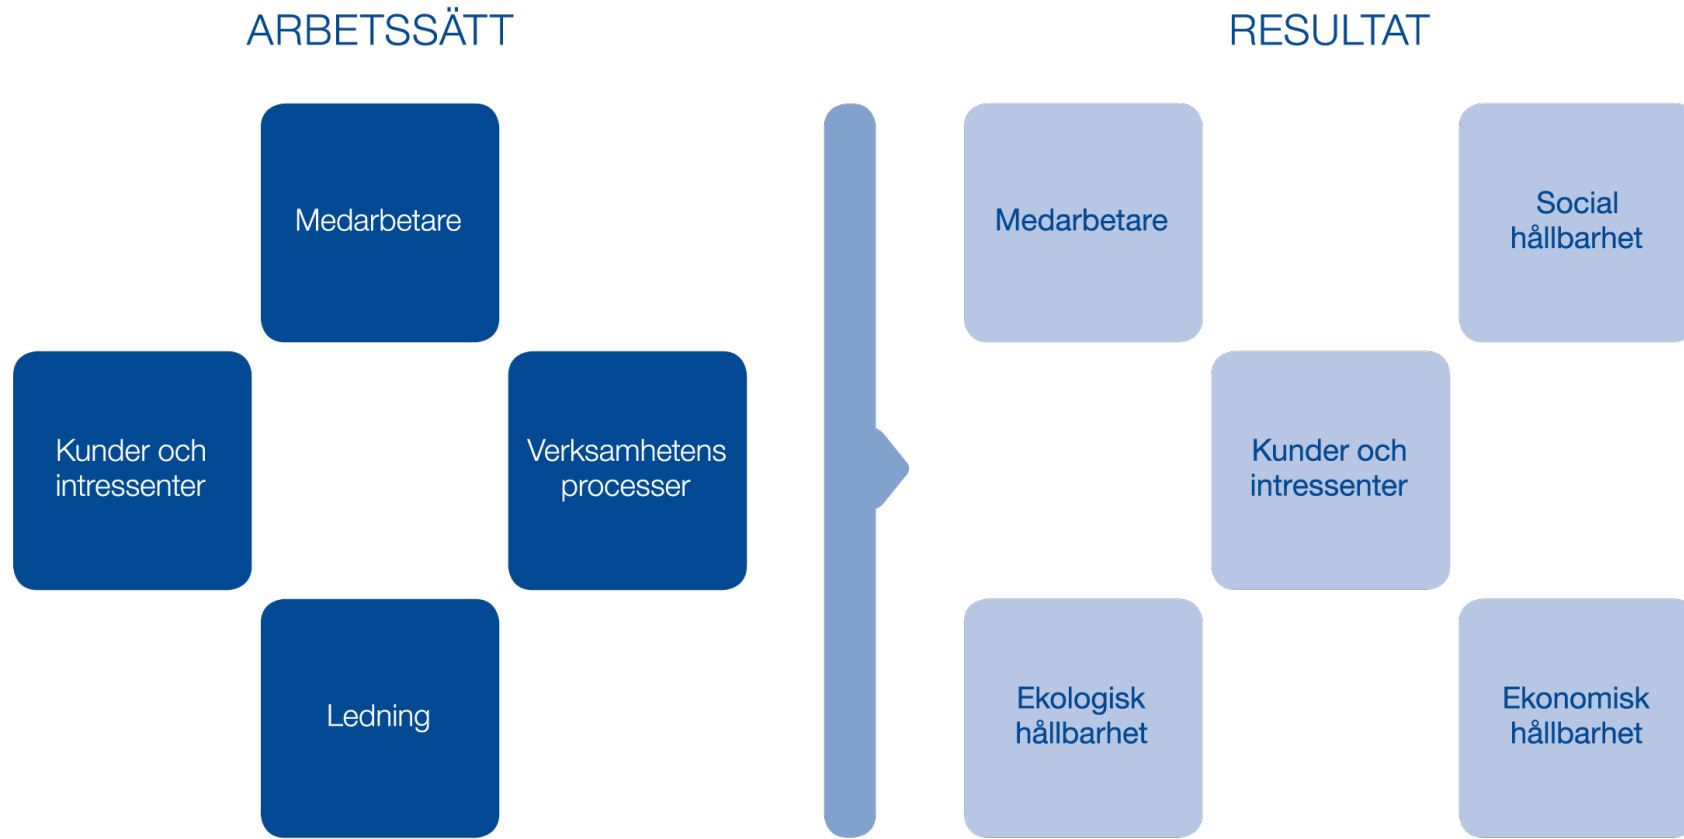 ARBETSSÄTT
RESULTAT
Medarbetare
Kunder och
intressenter
Verksamhetens
processer
Ledning
Medarbetare
Social
hållbarhet
Kunder och
intressenter
Ekologisk
hållbarhet
Ekonomisk
hållbarhet